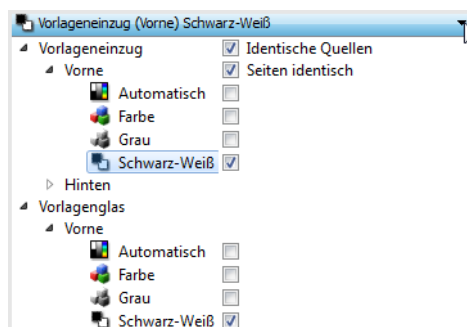 Vorlageneinzug (Vorne) Schwarz-Weiß
Vorlageneinzug Identische Quellen
Vorne Seiten identisch
Automatisch
Farbe
Grau
Schwarz-Weiß
Hinten
Vorlagenglas
Vorne
Automatisch
Farbe
Grau
Schwarz-Weiß